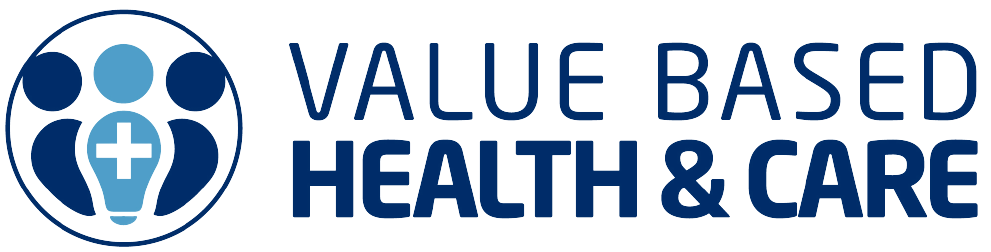 VALUE BASED
HEALTH & CARE